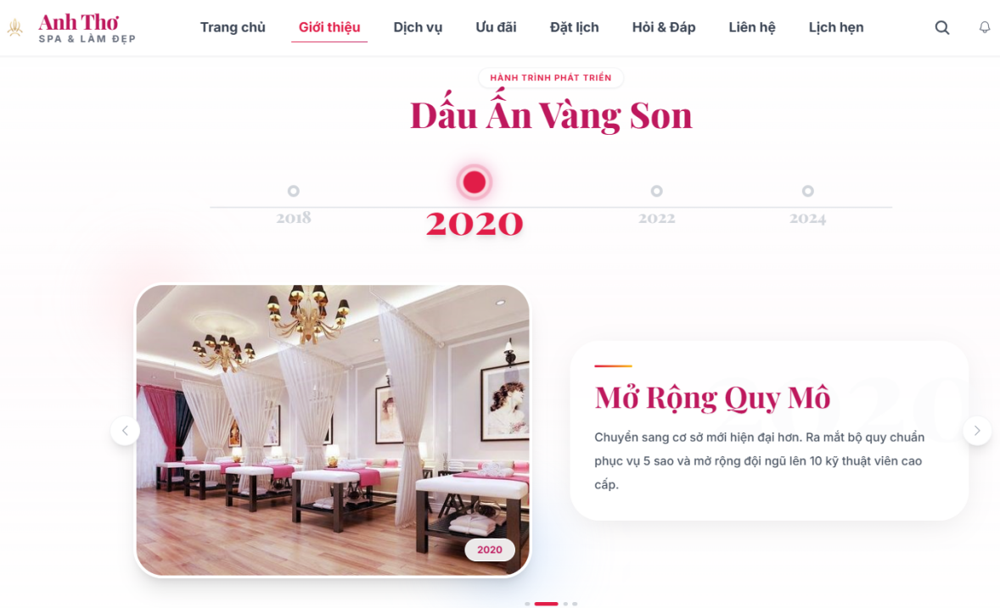 Anh Thơ
SPA & LÀM ĐẸP
Trang chủ
Giới thiệu
Dịch vụ
Ưu đãi
Đặt lịch
Hỏi & Đáp
Liên hệ
Lịch hẹn
HÀNH TRÌNH PHÁT TRIỂN
Dấu Ấn Vàng Son
2018
2020
2022
2024
2020
Mở Rộng Quy Mô
2020
Chuyển sang cơ sở mới hiện đại hơn. Ra mắt bộ quy chuẩn
phục vụ 5 sao và mở rộng đội ngũ lên 10 kỹ thuật viên cao
cấp.